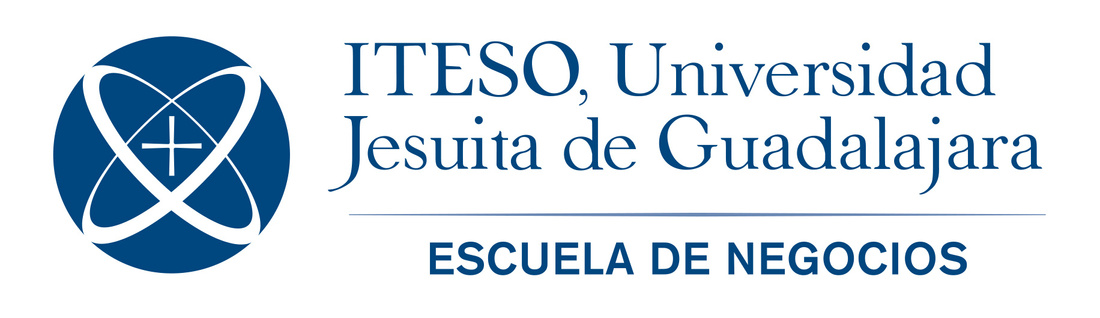 ITESO, Universidad
Jesuita de Guadalajara
ESCUELA DE NEGOCIOS